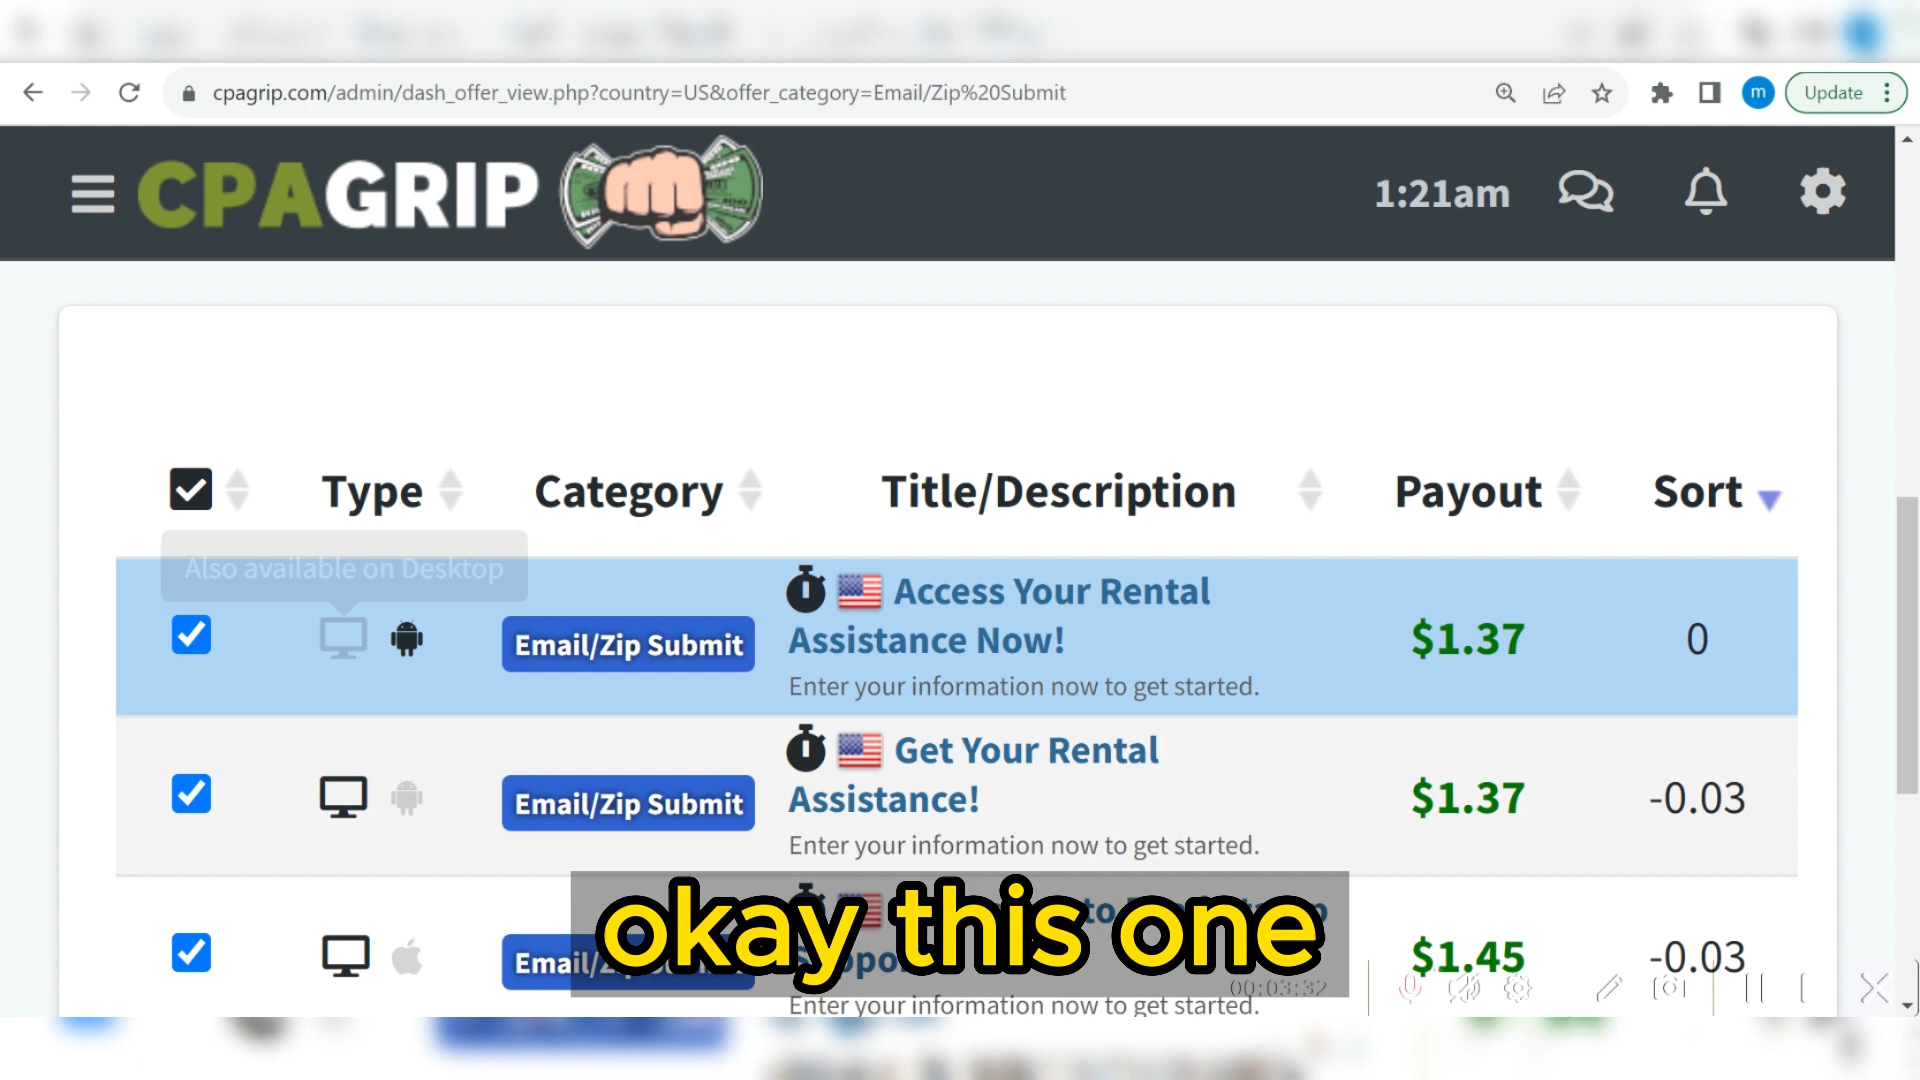 cpagrip.com/admin/dash_offer_view.php?country=US&offer_category=Email/Zip%20Submit
m
Update
CPAGRIP
1:21am
Type Category Title/Description Payout Sort
Also available on Desktop
Email/Zip Submit
Access Your Rental
Assistance Now!
Enter your information now to get started.
$1.37
0
Email/Zip Submit
Get Your Rental
Assistance!
Enter your information now to get started.
$1.37
-0.03
okay this one
$1.45
-0.03
00:03:32
Enter your information now to get started.